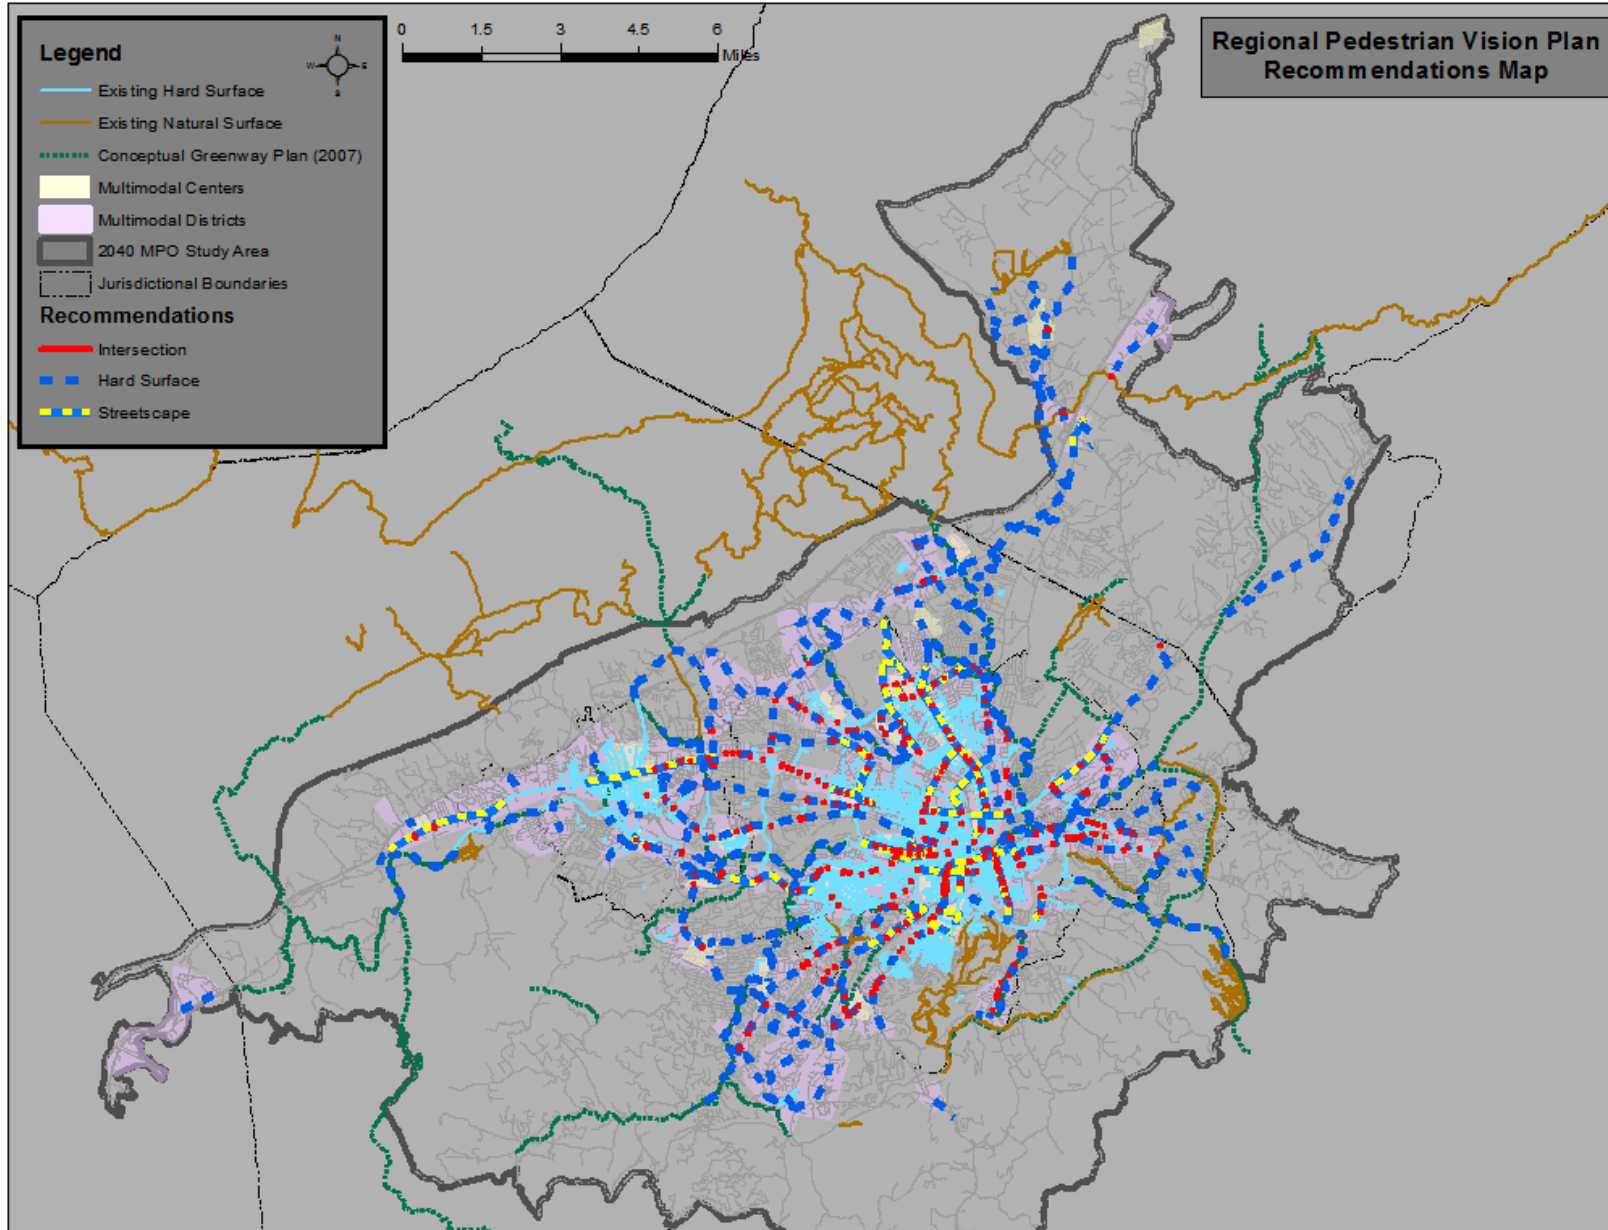 Legend
N
W E
S
Existing Hard Surface
Existing Natural Surface
Conceptual Greenway Plan (2007)
Multimodal Centers
Multimodal Districts
2040 MPO Study Area
Jurisdictional Boundaries
Recommendations
Intersection
Hard Surface
Streetscape
0 1.5 3 4.5 6
Miles
Regional Pedestrian Vision Plan
Recommendations Map